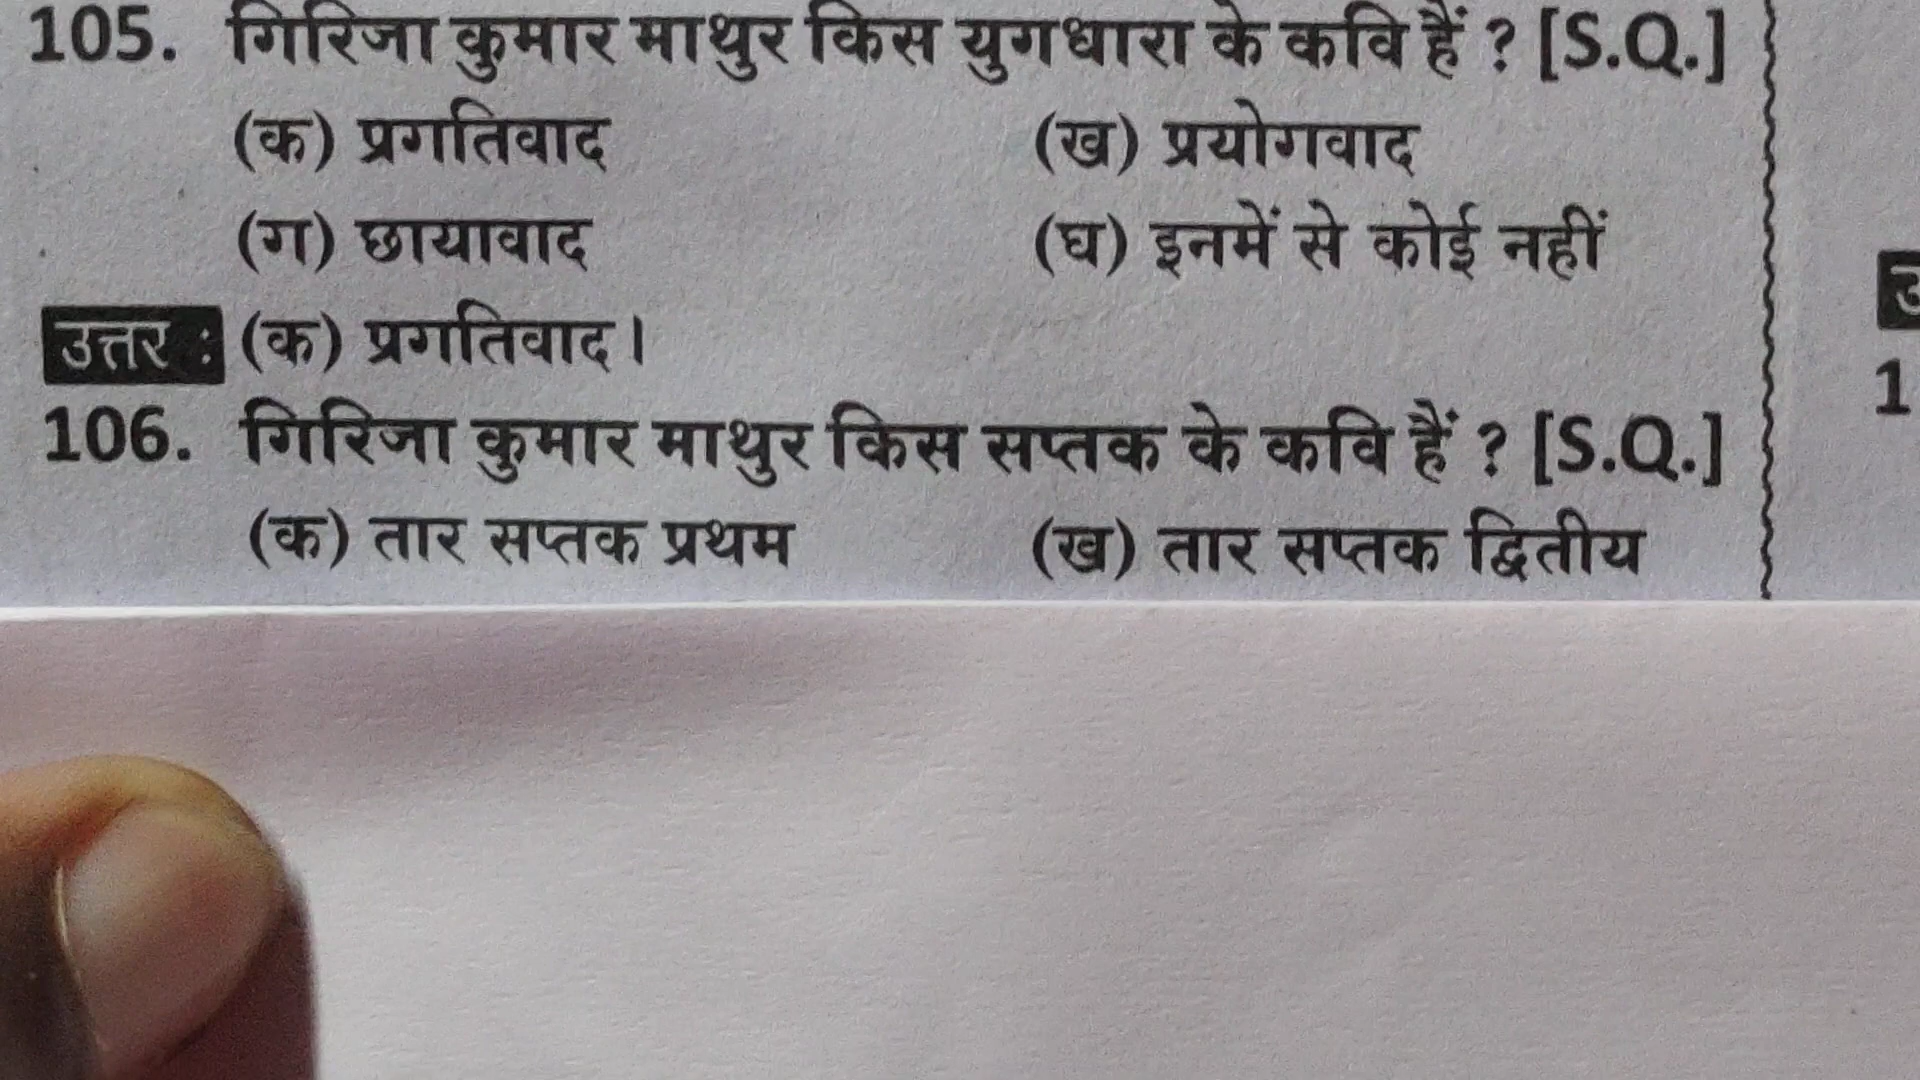 105. गिरिजा कुमार माथुर किस युगधारा के कवि हैं ? [S.Q.]
(क) प्रगतिवाद (ख) प्रयोगवाद
(ग) छायावाद (घ) इनमें से कोई नहीं
उत्तर : (क) प्रगतिवाद।
106. गिरिजा कुमार माथुर किस सप्तक के कवि हैं ? [S.Q.]
(क) तार सप्तक प्रथम (ख) तार सप्तक द्वितीय